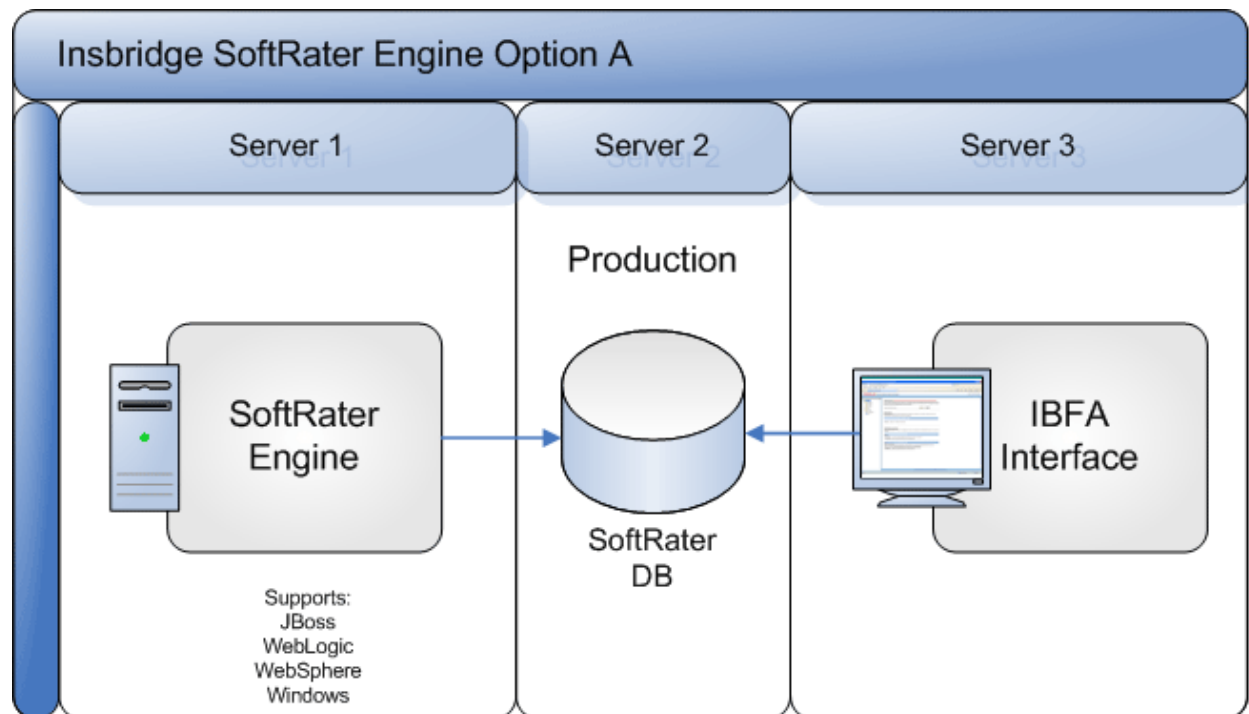 Insbridge SoftRater Engine Option A
Server 1
Server 2
Server 3
Production
SoftRater
Engine
SoftRater
DB
IBFA
Interface
Supports:
JBoss
WebLogic
WebSphere
Windows